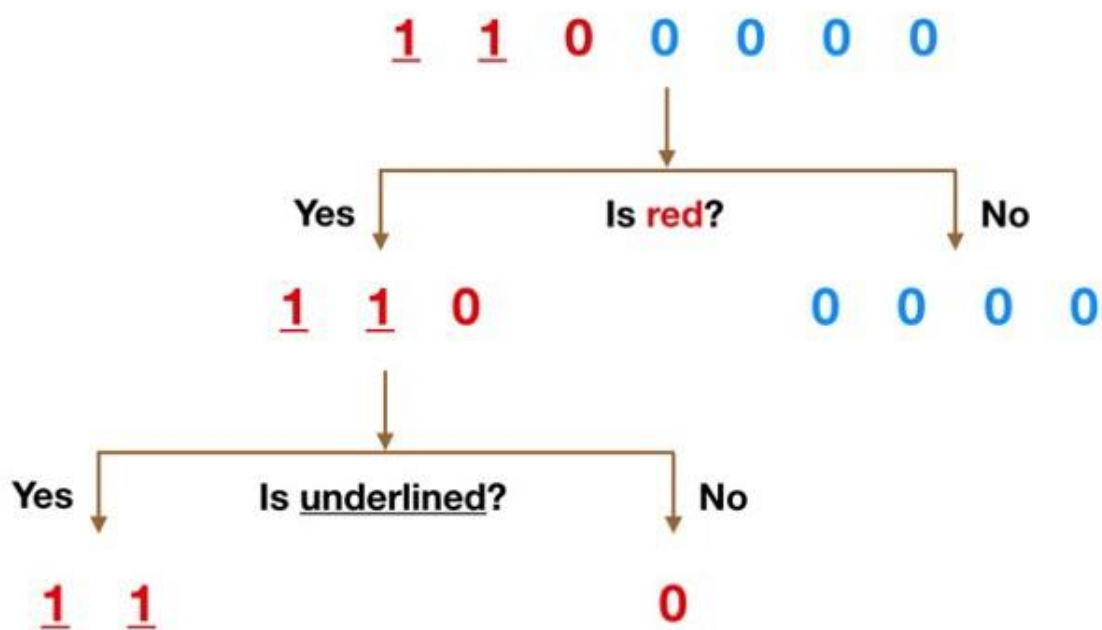 1 1 0 0 0 0 0
Yes Is red? No
1 1 0 0 0 0 0
Yes Is underlined? No
1 1 0